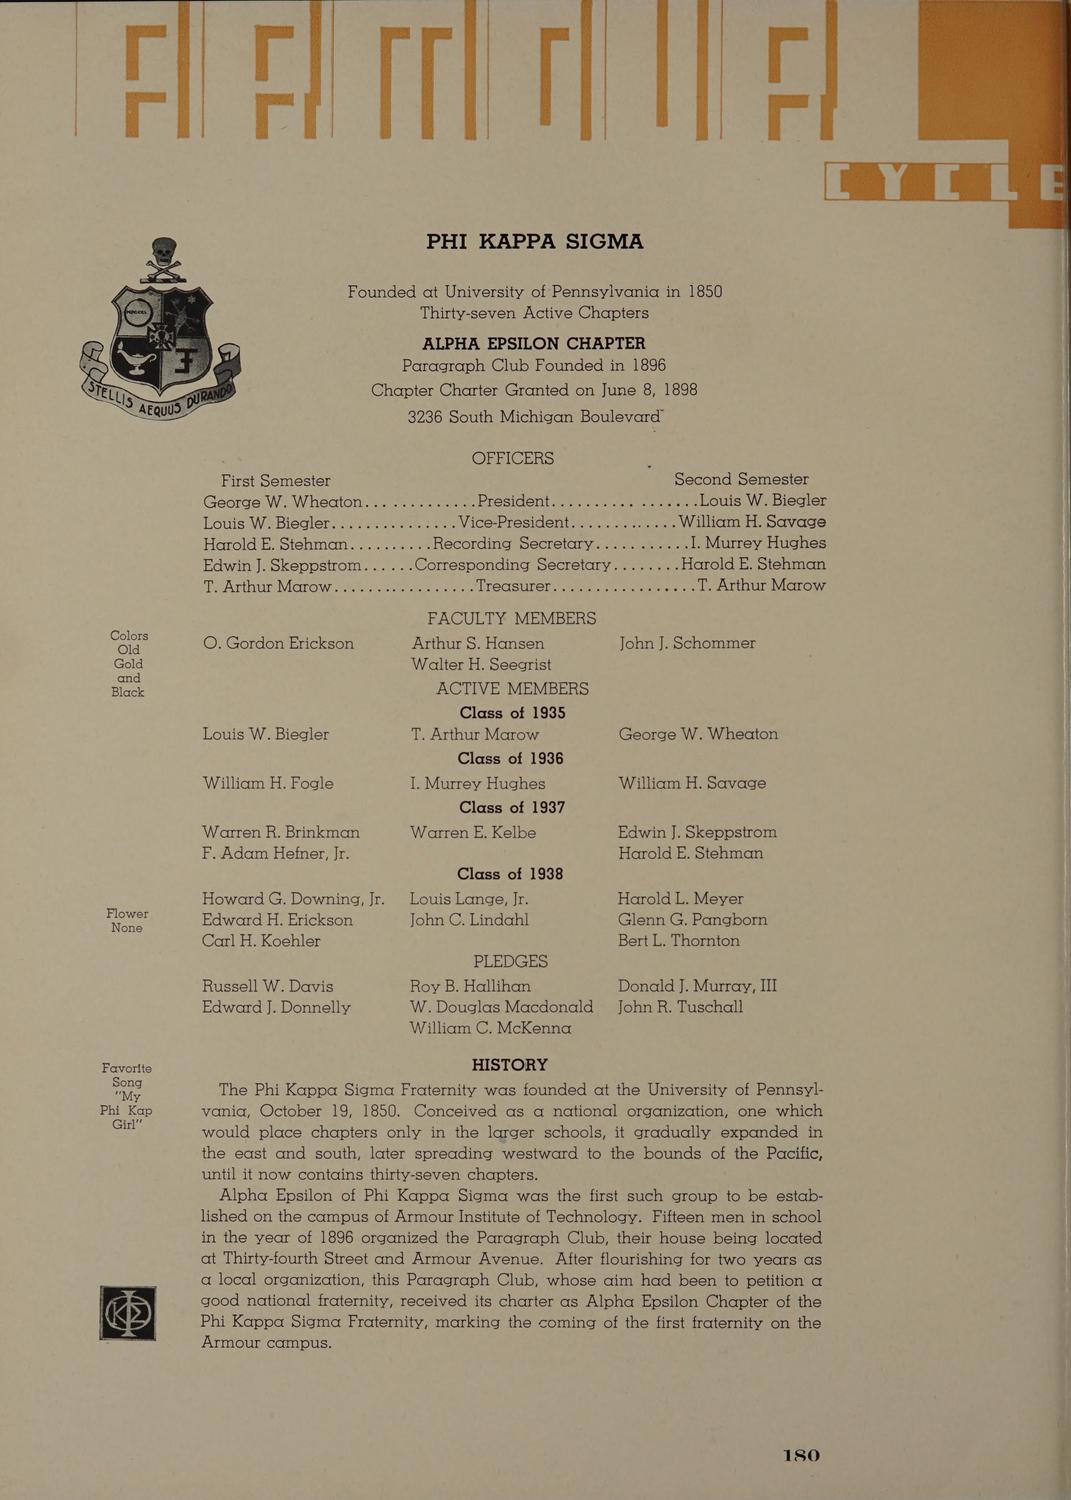 CYCLE
PHI KAPPA SIGMA
Founded at University of Pennsylvania in 1850
Thirty-seven Active Chapters
ALPHA EPSILON CHAPTER
Paragraph Club Founded in 1896
Chapter Charter Granted on June 8, 1898
3236 South Michigan Boulevard
STELLIS AEQUUS DURANDO
OFFICERS
First Semester Second Semester
George W. Wheaton.............President.................Louis W. Biegler
Louis W. Biegler...............Vice-President.............William H. Savage
Harold E. Stehman..........Recording Secretary...........I. Murrey Hughes
Edwin J. Skeppstrom......Corresponding Secretary........Harold E. Stehman
T. Arthur Marow.................Treasurer.................T. Arthur Marow
Colors
Old
Gold
and
Black
FACULTY MEMBERS
O. Gordon Erickson Arthur S. Hansen John J. Schommer
Walter H. Seegrist
ACTIVE MEMBERS
Class of 1935
Louis W. Biegler T. Arthur Marow George W. Wheaton
Class of 1936
William H. Fogle I. Murrey Hughes William H. Savage
Class of 1937
Warren R. Brinkman Warren E. Kelbe Edwin J. Skeppstrom
F. Adam Hefner, Jr. Harold E. Stehman
Class of 1938
Howard G. Downing, Jr. Louis Lange, Jr. Harold L. Meyer
Edward H. Erickson John C. Lindahl Glenn G. Pangborn
Carl H. Koehler Bert L. Thornton
Flower
None
PLEDGES
Russell W. Davis Roy B. Hallihan Donald J. Murray, III
Edward J. Donnelly W. Douglas Macdonald John R. Tuschall
William C. McKenna
Favorite
Song
"My
Phi Kap
Girl"
HISTORY
The Phi Kappa Sigma Fraternity was founded at the University of Pennsyl-
vania, October 19, 1850. Conceived as a national organization, one which
would place chapters only in the larger schools, it gradually expanded in
the east and south, later spreading westward to the bounds of the Pacific,
until it now contains thirty-seven chapters.
Alpha Epsilon of Phi Kappa Sigma was the first such group to be estab-
lished on the campus of Armour Institute of Technology. Fifteen men in school
in the year of 1896 organized the Paragraph Club, their house being located
at Thirty-fourth Street and Armour Avenue. After flourishing for two years as
a local organization, this Paragraph Club, whose aim had been to petition a
good national fraternity, received its charter as Alpha Epsilon Chapter of the
Phi Kappa Sigma Fraternity, marking the coming of the first fraternity on the
Armour campus.
ΦΚΣ
180